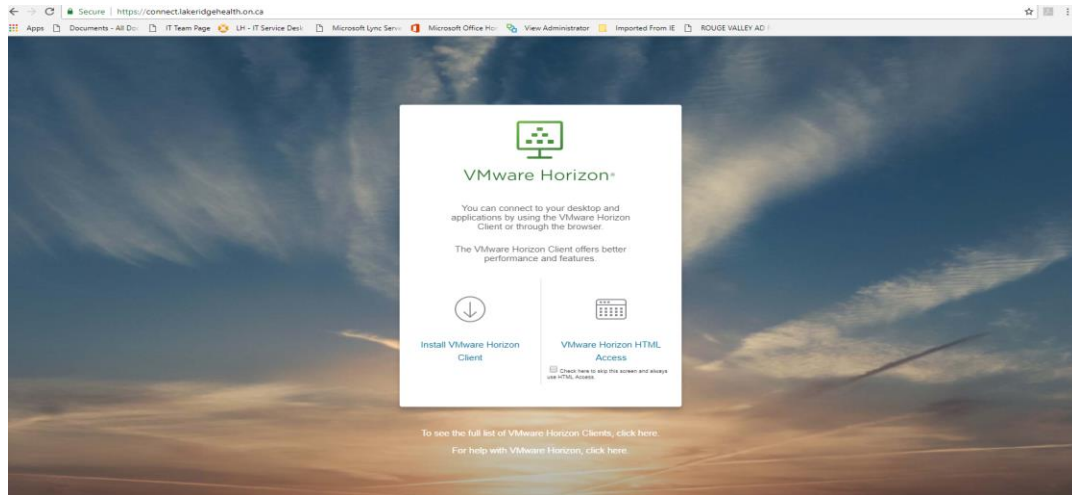 Secure | https://connect.lakeridgehealth.on.ca
Apps Documents - All Do IT Team Page LH - IT Service Desk Microsoft Lync Serv Microsoft Office Ho View Administrator Imported From IE ROUGE VALLEY AD
VMware Horizon®
You can connect to your desktop and
applications by using the VMware Horizon
Client or through the browser.
The VMware Horizon Client offers better
performance and features.
Install VMware Horizon
Client
VMware Horizon HTML
Access
Check here to skip this screen and always
use HTML Access.
To see the full list of VMware Horizon Clients, click here.
For help with VMware Horizon, click here.